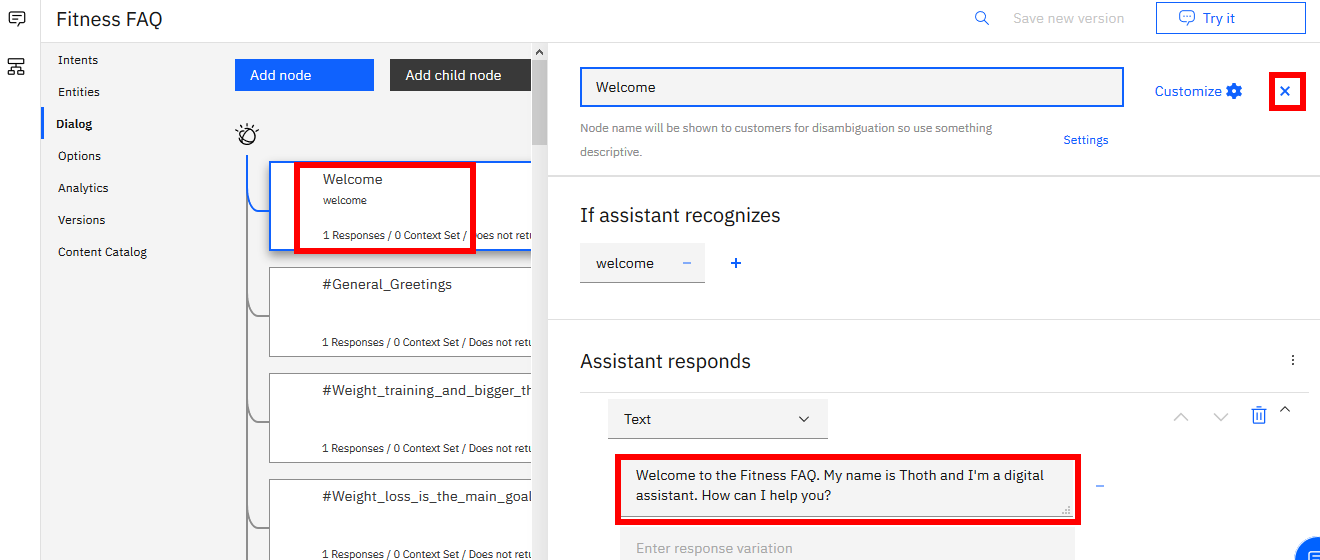 Fitness FAQ
Save new version
Try it
Intents
Entities
Dialog
Options
Analytics
Versions
Content Catalog
Add node
Add child node
Welcome
welcome
1 Responses / 0 Context Set / Does not retu
#General_Greetings
1 Responses / 0 Context Set / Does not retu
#Weight_training_and_bigger_th
1 Responses / 0 Context Set / Does not retu
#Weight_loss_is_the_main_goal
1 Responses / 0 Context Set / Does not retu
Welcome
Customize
Node name will be shown to customers for disambiguation so use something
descriptive.
Settings
If assistant recognizes
welcome
Assistant responds
Text
Welcome to the Fitness FAQ. My name is Thoth and I'm a digital
assistant. How can I help you?
Enter response variation